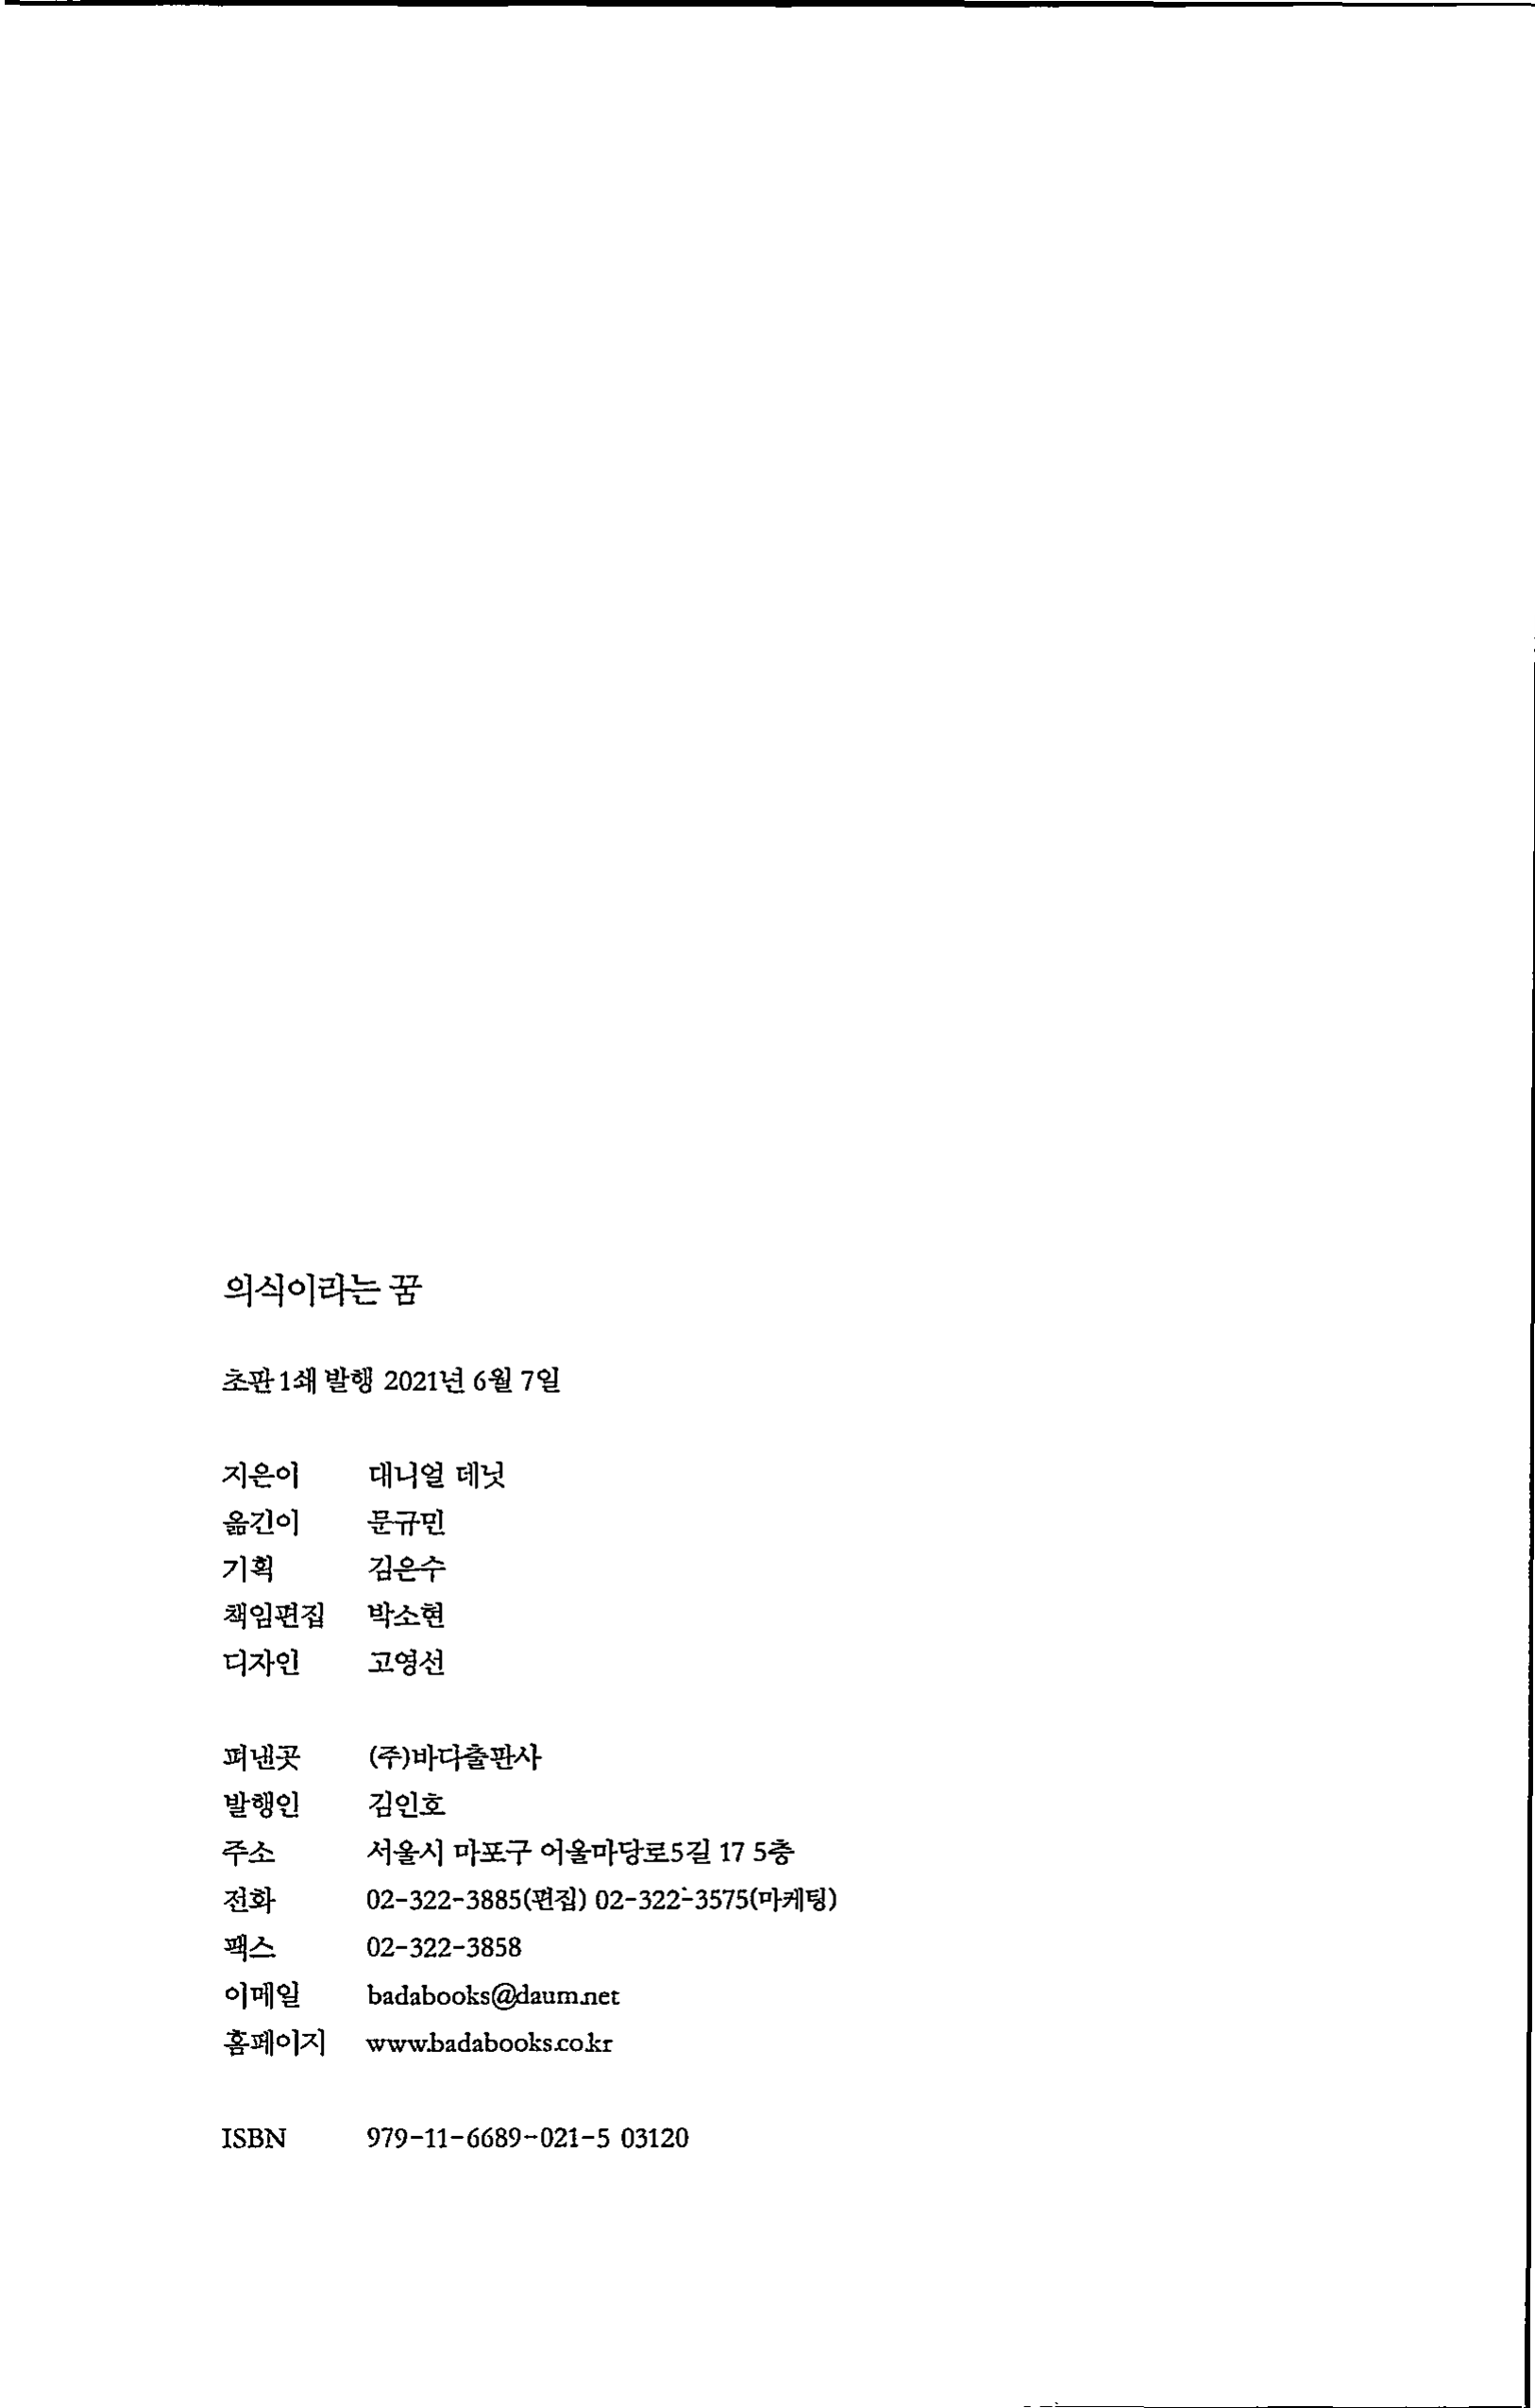 의식이라는 꿈
초판 1쇄 발행 2021년 6월 7일
지은이 대니얼 데닛
옮긴이 문규민
기획 김은수
책임편집 박소현
디자인 고영선
펴낸곳 (주)바다출판사
발행인 김인호
주소 서울시 마포구 어울마당로5길 17 5층
전화 02-322-3885(편집) 02-322-3575(마케팅)
팩스 02-322-3858
이메일 badabooks@daum.net
홈페이지 www.badabooks.co.kr
ISBN 979-11-6689-021-5 03120